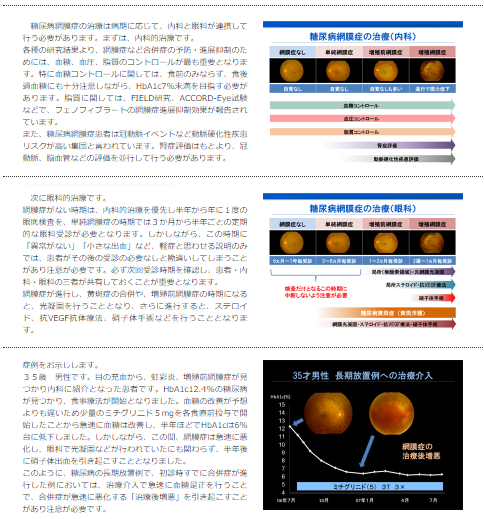 糖尿病網膜症の治療は病期に応じて、内科と眼科が連携して
行う必要があります。まずは、内科的治療です。
各種の研究結果より、網膜症など合併症の予防・進展抑制のた
めには、血糖、血圧、脂質のコントロールが最も重要となりま
す。特に血糖コントロールに関しては、食前のみならず、食後
過血糖にも十分注意しながら、HbA1c7%未満を目指す必要があ
ります。脂質に関しては、FIELD研究、ACCORD-Eye試験
などで、フェノフィブラートの網膜症進展抑制効果が報告され
ています。
また、糖尿病網膜症患者は冠動脈イベントなど動脈硬化性疾患
リスクが高い集団と言われています。腎症評価はもとより、冠
動脈、脳血管などの評価を並行して行う必要があります。
糖尿病網膜症の治療(内科)
網膜症なし 単純網膜症 増殖前網膜症 増殖網膜症
自覚なし 自覚なし 自覚なしも多い 進行で視力低下
血糖コントロール
血圧コントロール
脂質コントロール
腎症評価
動脈硬化性疾患評価
次に眼科的治療です。
網膜症がない時期は、内科的治療を優先し半年から年に１度の
眼底検査を、単純網膜症の時期では３か月から半年ごとの定期
的な眼科受診が必要となります。しかしながら、この時期に
「異常がない」「小さな出血」など、軽症と思わせる説明のみ
では、患者がその後の受診の必要なしと勘違いしてしまうこと
があり注意が必要です。必ず次回受診時期を確認し、患者・内
科・眼科の三者が共有しておくことが重要となります。
網膜症が進行し、黄斑症の合併や、増殖前網膜症の時期になる
と、光凝固を行うこととなり、さらに進行すると、ステロイ
ド、抗VEGF抗体療法、硝子体手術などを行うこととなりま
す。
糖尿病網膜症の治療(眼科)
網膜症なし 単純網膜症 増殖前網膜症 増殖網膜症
6ヵ月～1年毎受診 3～6ヵ月毎受診 1～2ヵ月毎受診 2週～1ヵ月毎受診
局所(無酸素領域)・汎網膜光凝固
局所ステロイド・抗VEGF療法
硝子体手術
検査だけとなるこの時期に
中断しないよう注意が必要
糖尿病黄斑症(黄斑浮腫)
網膜光凝固・ステロイド・抗VEGF療法・硝子体手術
症例をお示しします。
３５歳　男性です。目の充血から、虹彩炎、増殖前網膜症が見
つかり内科に紹介となった患者です。HbA1c12.4%の糖尿病
が見つかり、食事療法が開始となりました。血糖の改善が予想
よりも遅いため少量のミチグリニド５mgを各食直前投与で開
始したことから急速に血糖は改善し、半年ほどでHbA1cは6%
台に低下しました。しかしながら、この間、網膜症は急速に悪
化し、眼科で光凝固などが行われていたにも関わらず、半年後
に硝子体出血を引き起こすこととなりました。
このように、糖尿病の長期放置例で、初診時すでに合併症が進
行した例においては、治療介入で急速に血糖是正を行うこと
で、合併症が急速に悪化する「治療後増悪」を引き起こすこと
があり注意が必要です。
35才男性　長期放置例への治療介入
HbA1c(%)
15
14
13
12
11
10
9
8
7
6
5
4
網膜症の
治療後増悪
ミチグリニド（5）　3T　3×
06年7月 10月 07年1月 4月 6月 7月